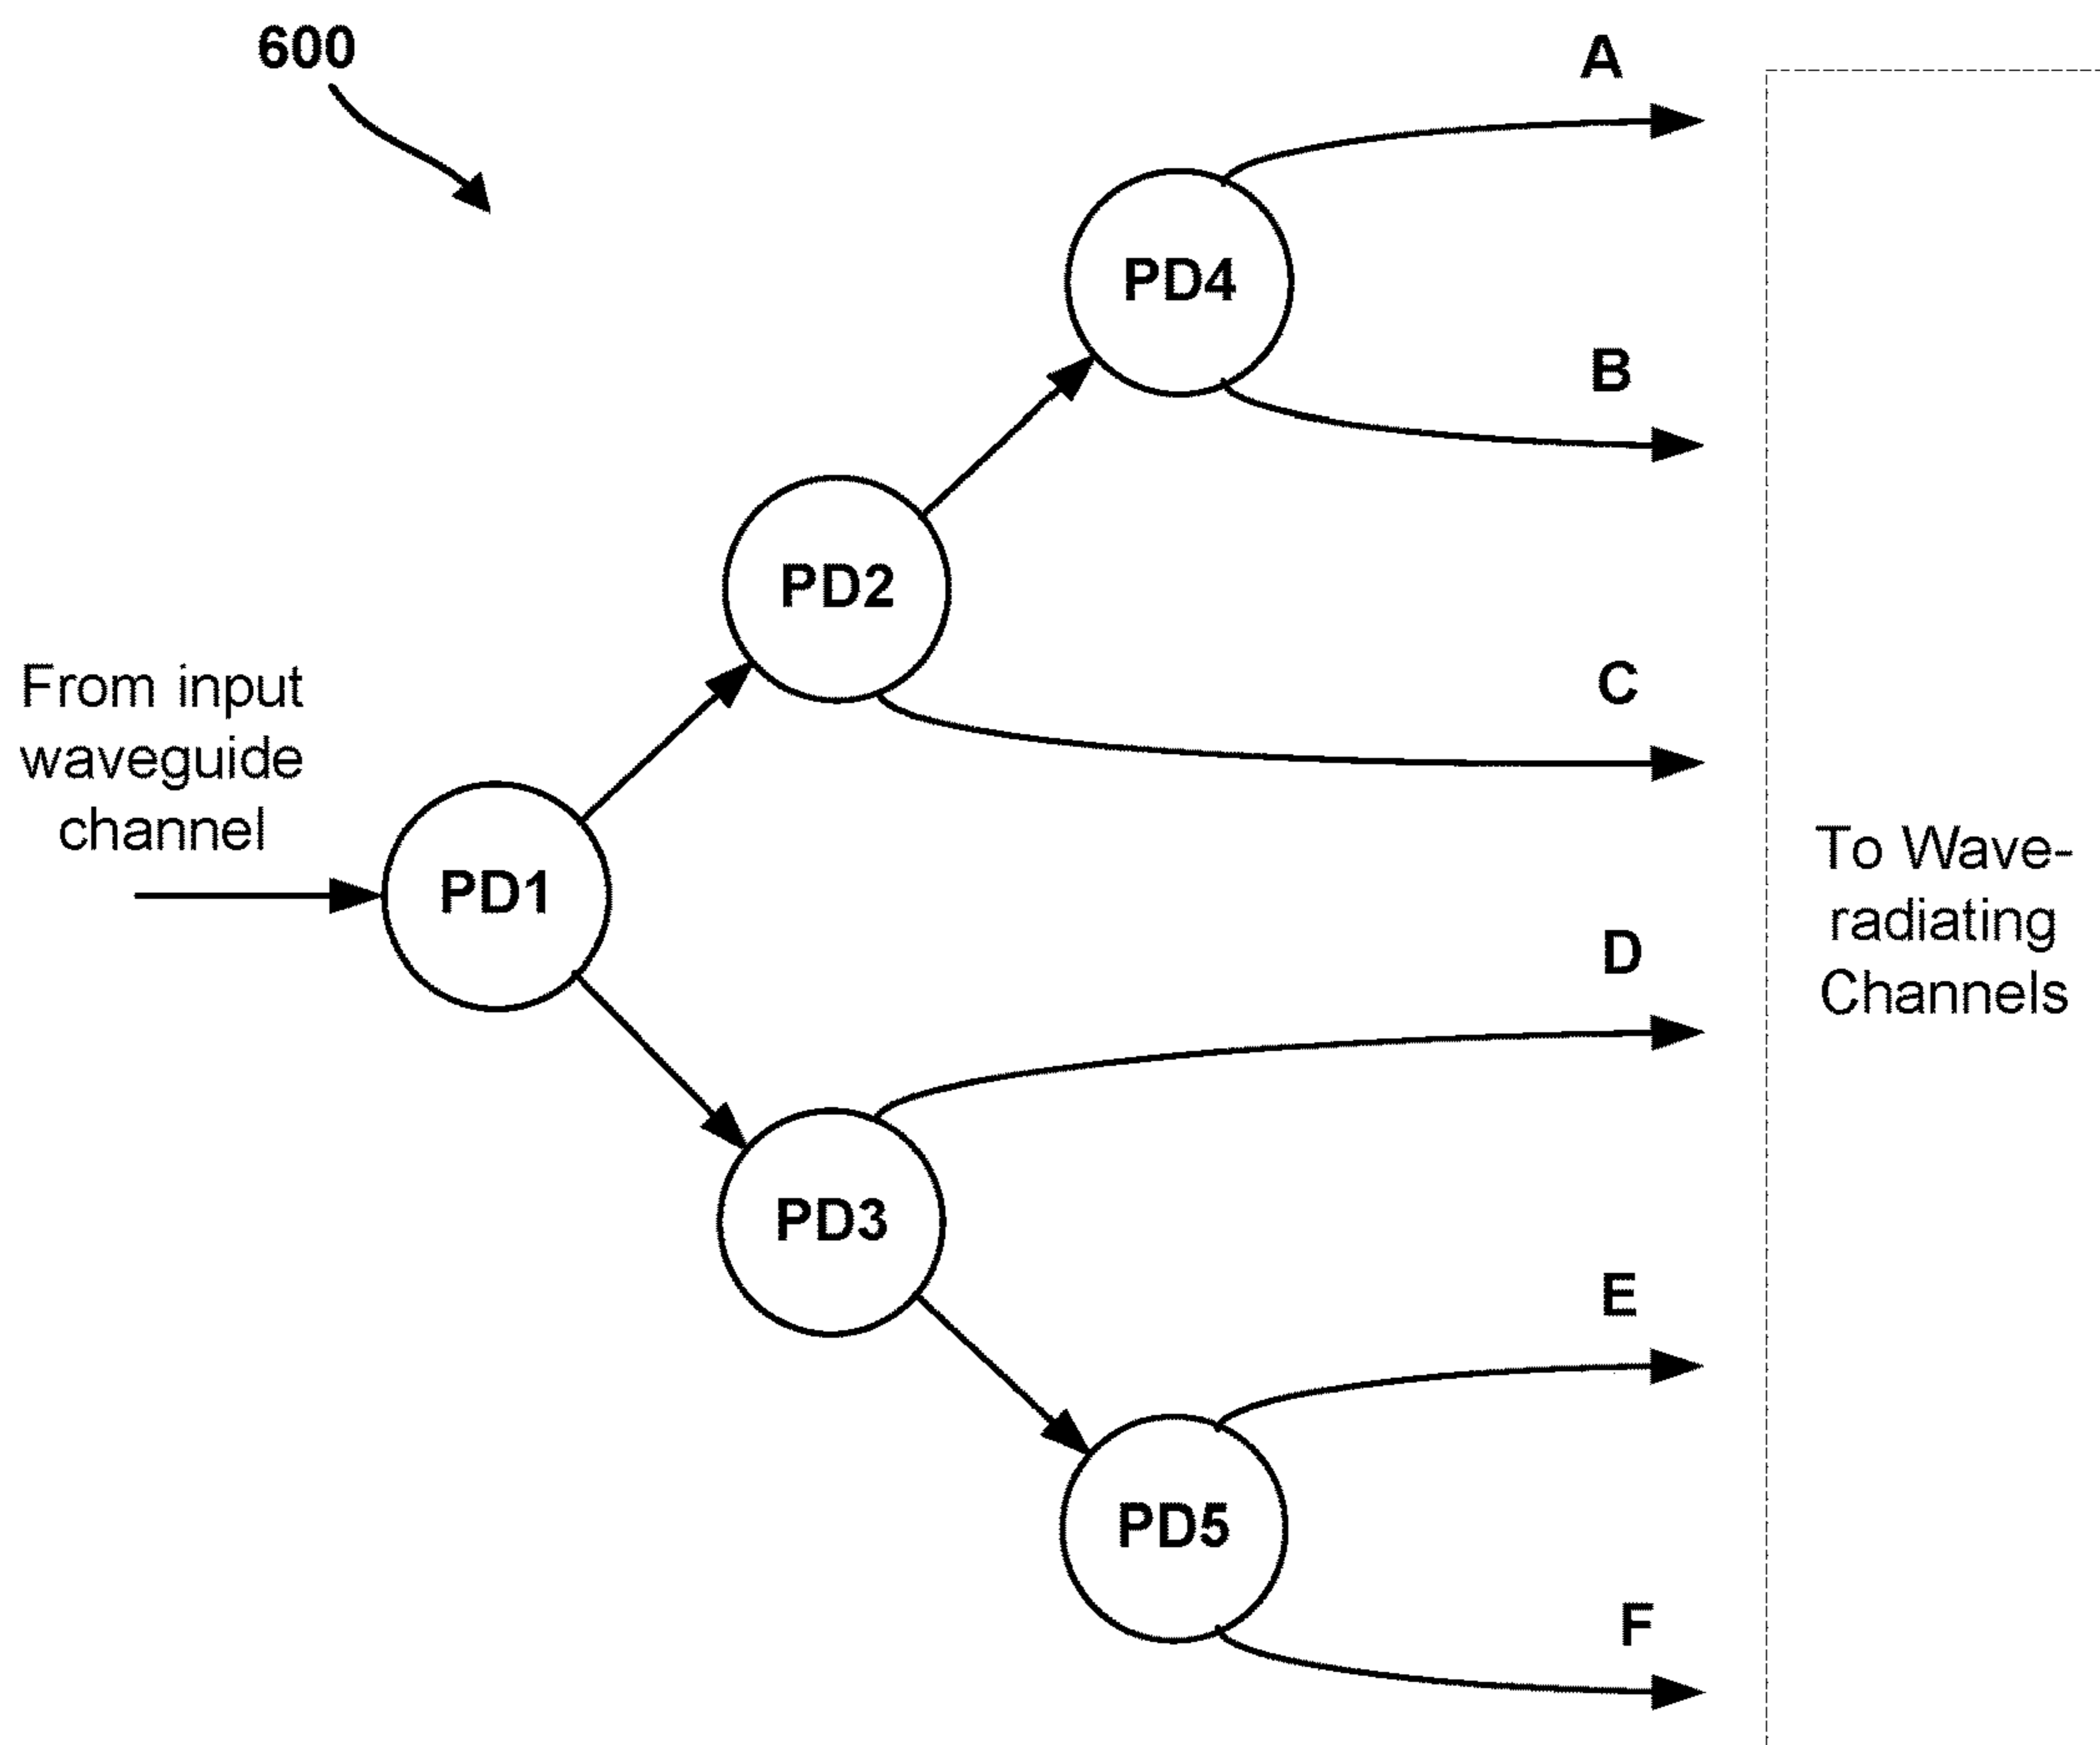 600
A
PD4
B
PD2
C
From input
waveguide
channel
PD1
To Wave-
radiating
Channels
D
PD3
E
PD5
F